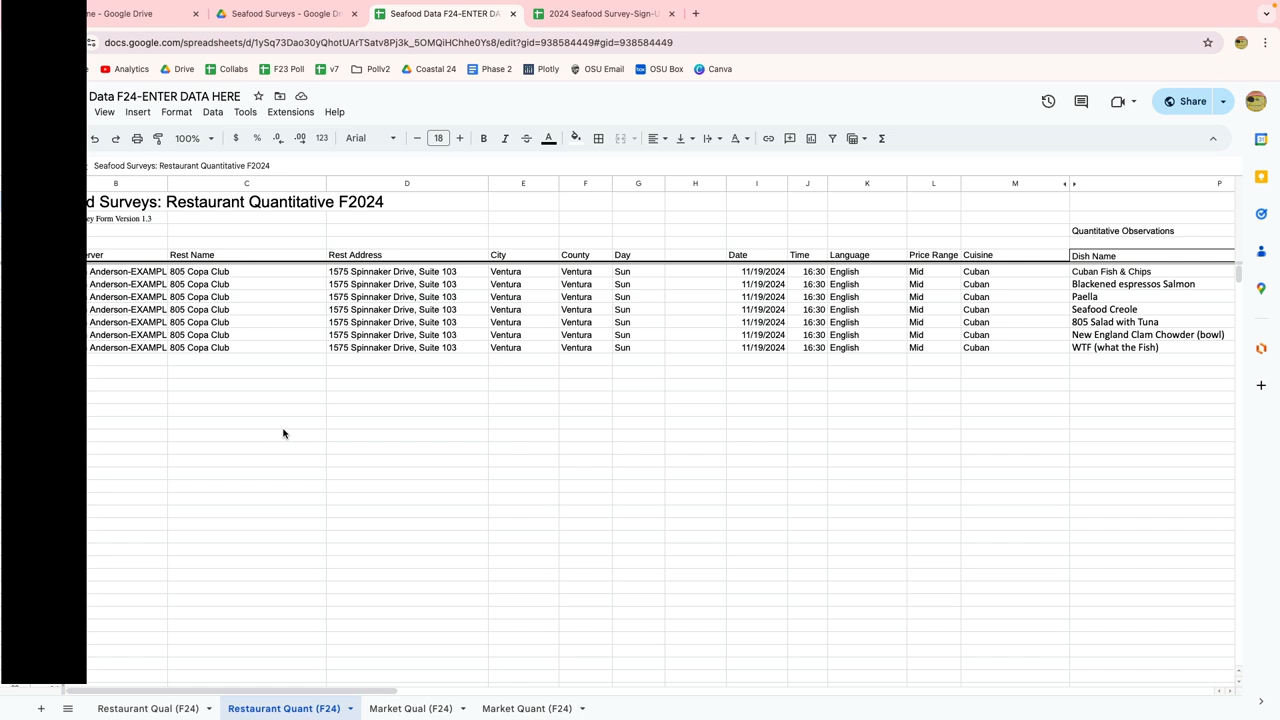 ne - Google Drive
Seafood Surveys - Google Dri
Seafood Data F24-ENTER DA
2024 Seafood Survey-Sign-U
docs.google.com/spreadsheets/d/1ySq73Dao30yQhotUArTSatv8Pj3k_5OMQiHChhe0Ys8/edit?gid=938584449#gid=938584449
Analytics Drive Collabs F23 Poll v7 Pollv2 Coastal 24 Phase 2 Plotly OSU Email OSU Box Canva
Data F24-ENTER DATA HERE
View Insert Format Data Tools Extensions Help
Share
100% $ % .0 .00 123 Arial 18 B I A
Seafood Surveys: Restaurant Quantitative F2024
B C D E F G H I J K L M P
d Surveys: Restaurant Quantitative F2024
ey Form Version 1.3
Quantitative Observations
erver Rest Name Rest Address City County Day Date Time Language Price Range Cuisine Dish Name
Anderson-EXAMPL 805 Copa Club 1575 Spinnaker Drive, Suite 103 Ventura Ventura Sun 11/19/2024 16:30 English Mid Cuban Cuban Fish & Chips
Anderson-EXAMPL 805 Copa Club 1575 Spinnaker Drive, Suite 103 Ventura Ventura Sun 11/19/2024 16:30 English Mid Cuban Blackened espressos Salmon
Anderson-EXAMPL 805 Copa Club 1575 Spinnaker Drive, Suite 103 Ventura Ventura Sun 11/19/2024 16:30 English Mid Cuban Paella
Anderson-EXAMPL 805 Copa Club 1575 Spinnaker Drive, Suite 103 Ventura Ventura Sun 11/19/2024 16:30 English Mid Cuban Seafood Creole
Anderson-EXAMPL 805 Copa Club 1575 Spinnaker Drive, Suite 103 Ventura Ventura Sun 11/19/2024 16:30 English Mid Cuban 805 Salad with Tuna
Anderson-EXAMPL 805 Copa Club 1575 Spinnaker Drive, Suite 103 Ventura Ventura Sun 11/19/2024 16:30 English Mid Cuban New England Clam Chowder (bowl)
Anderson-EXAMPL 805 Copa Club 1575 Spinnaker Drive, Suite 103 Ventura Ventura Sun 11/19/2024 16:30 English Mid Cuban WTF (what the Fish)
Restaurant Qual (F24) Restaurant Quant (F24) Market Qual (F24) Market Quant (F24)